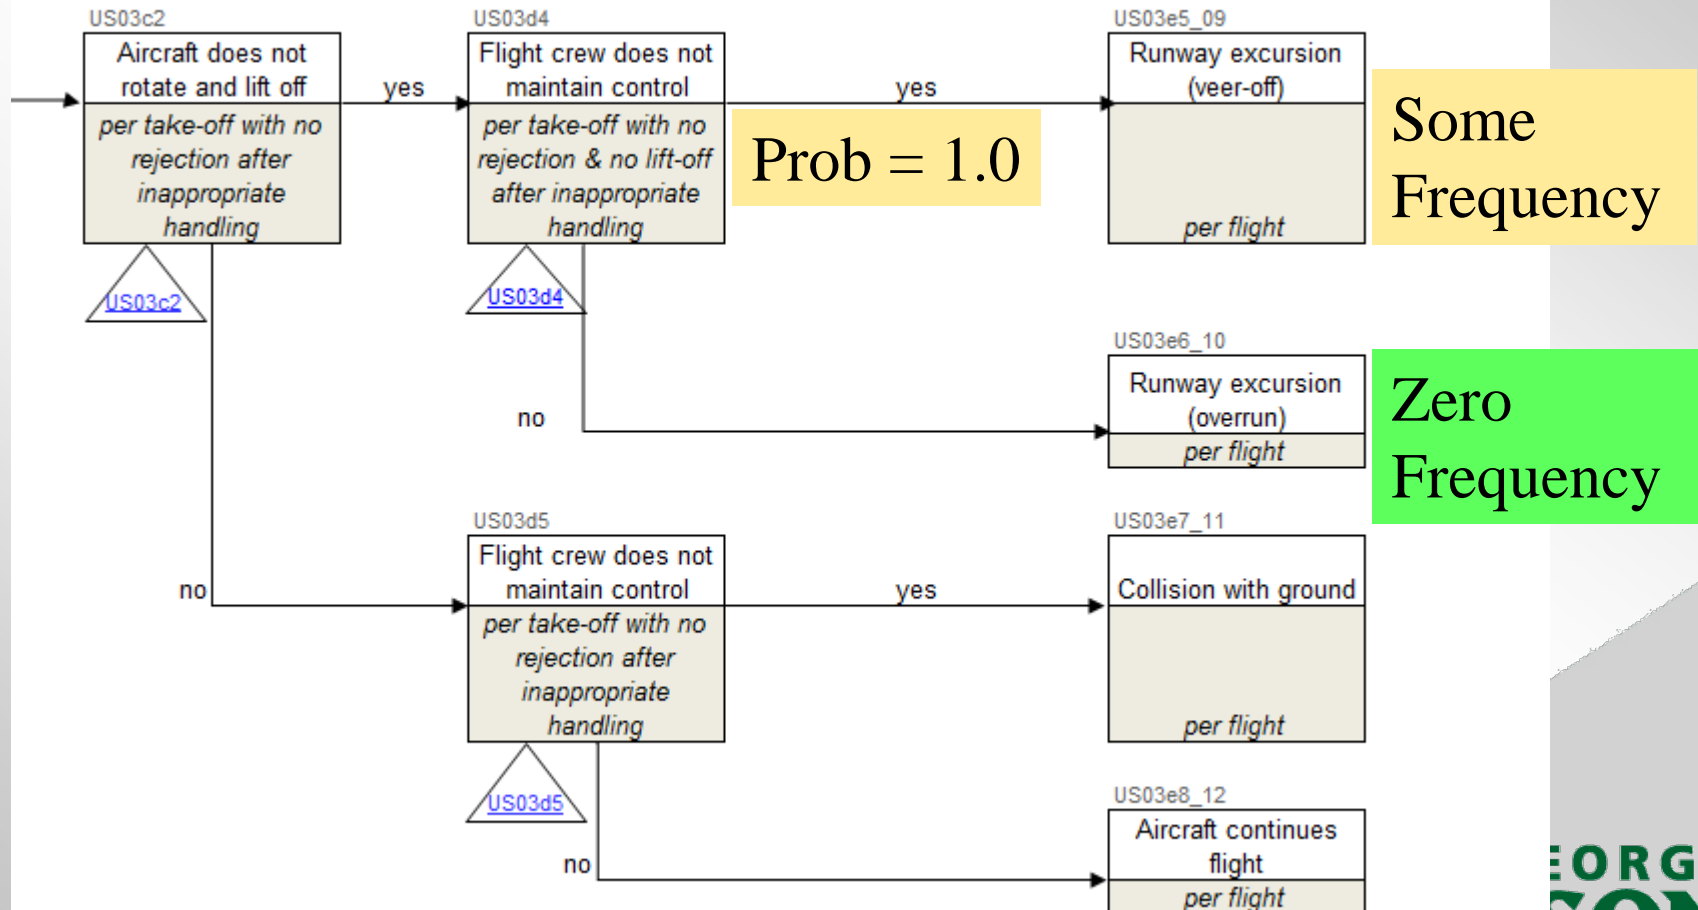 US03c2
Aircraft does not
rotate and lift off
per take-off with no
rejection after
inappropriate
handling
US03c2
yes
no
US03d4
Flight crew does not
maintain control
per take-off with no
rejection & no lift-off
after inappropriate
handling
US03d4
Prob = 1.0
yes
no
US03e5_09
Runway excursion
(veer-off)
per flight
Some
Frequency
US03e6_10
Runway excursion
(overrun)
per flight
Zero
Frequency
US03d5
Flight crew does not
maintain control
per take-off with no
rejection after
inappropriate
handling
US03d5
yes
no
US03e7_11
Collision with ground
per flight
US03e8_12
Aircraft continues
flight
per flight